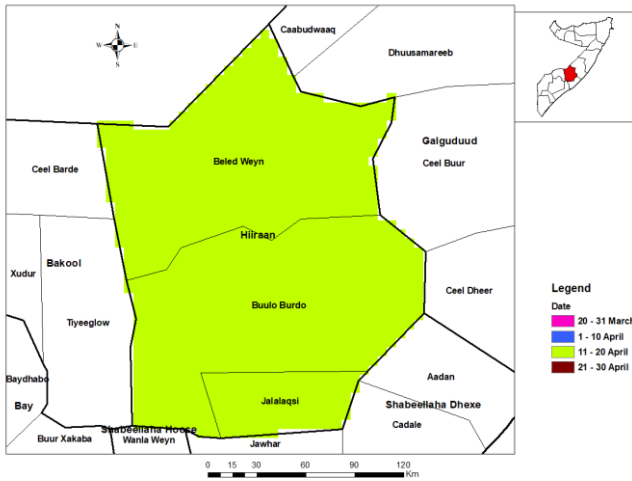 N
W E
S
Caabudwaaq
Dhuusamareeb
Galguduud
Ceel Buur
Beled Weyn
Ceel Barde
Hiiraan
Bakool
Xudur
Tiyeeglow
Buulo Burdo
Ceel Dheer
Baydhabo
Bay
Jalalaqsi
Aadan
Shabeellaha Dhexe
Cadale
Shabeellaha Hoose
Buur Xakaba
Wanla Weyn
Jawhar
Legend
Date
20 - 31 March
1 - 10 April
11 - 20 April
21 - 30 April
0 15 30 60 90 120
Km